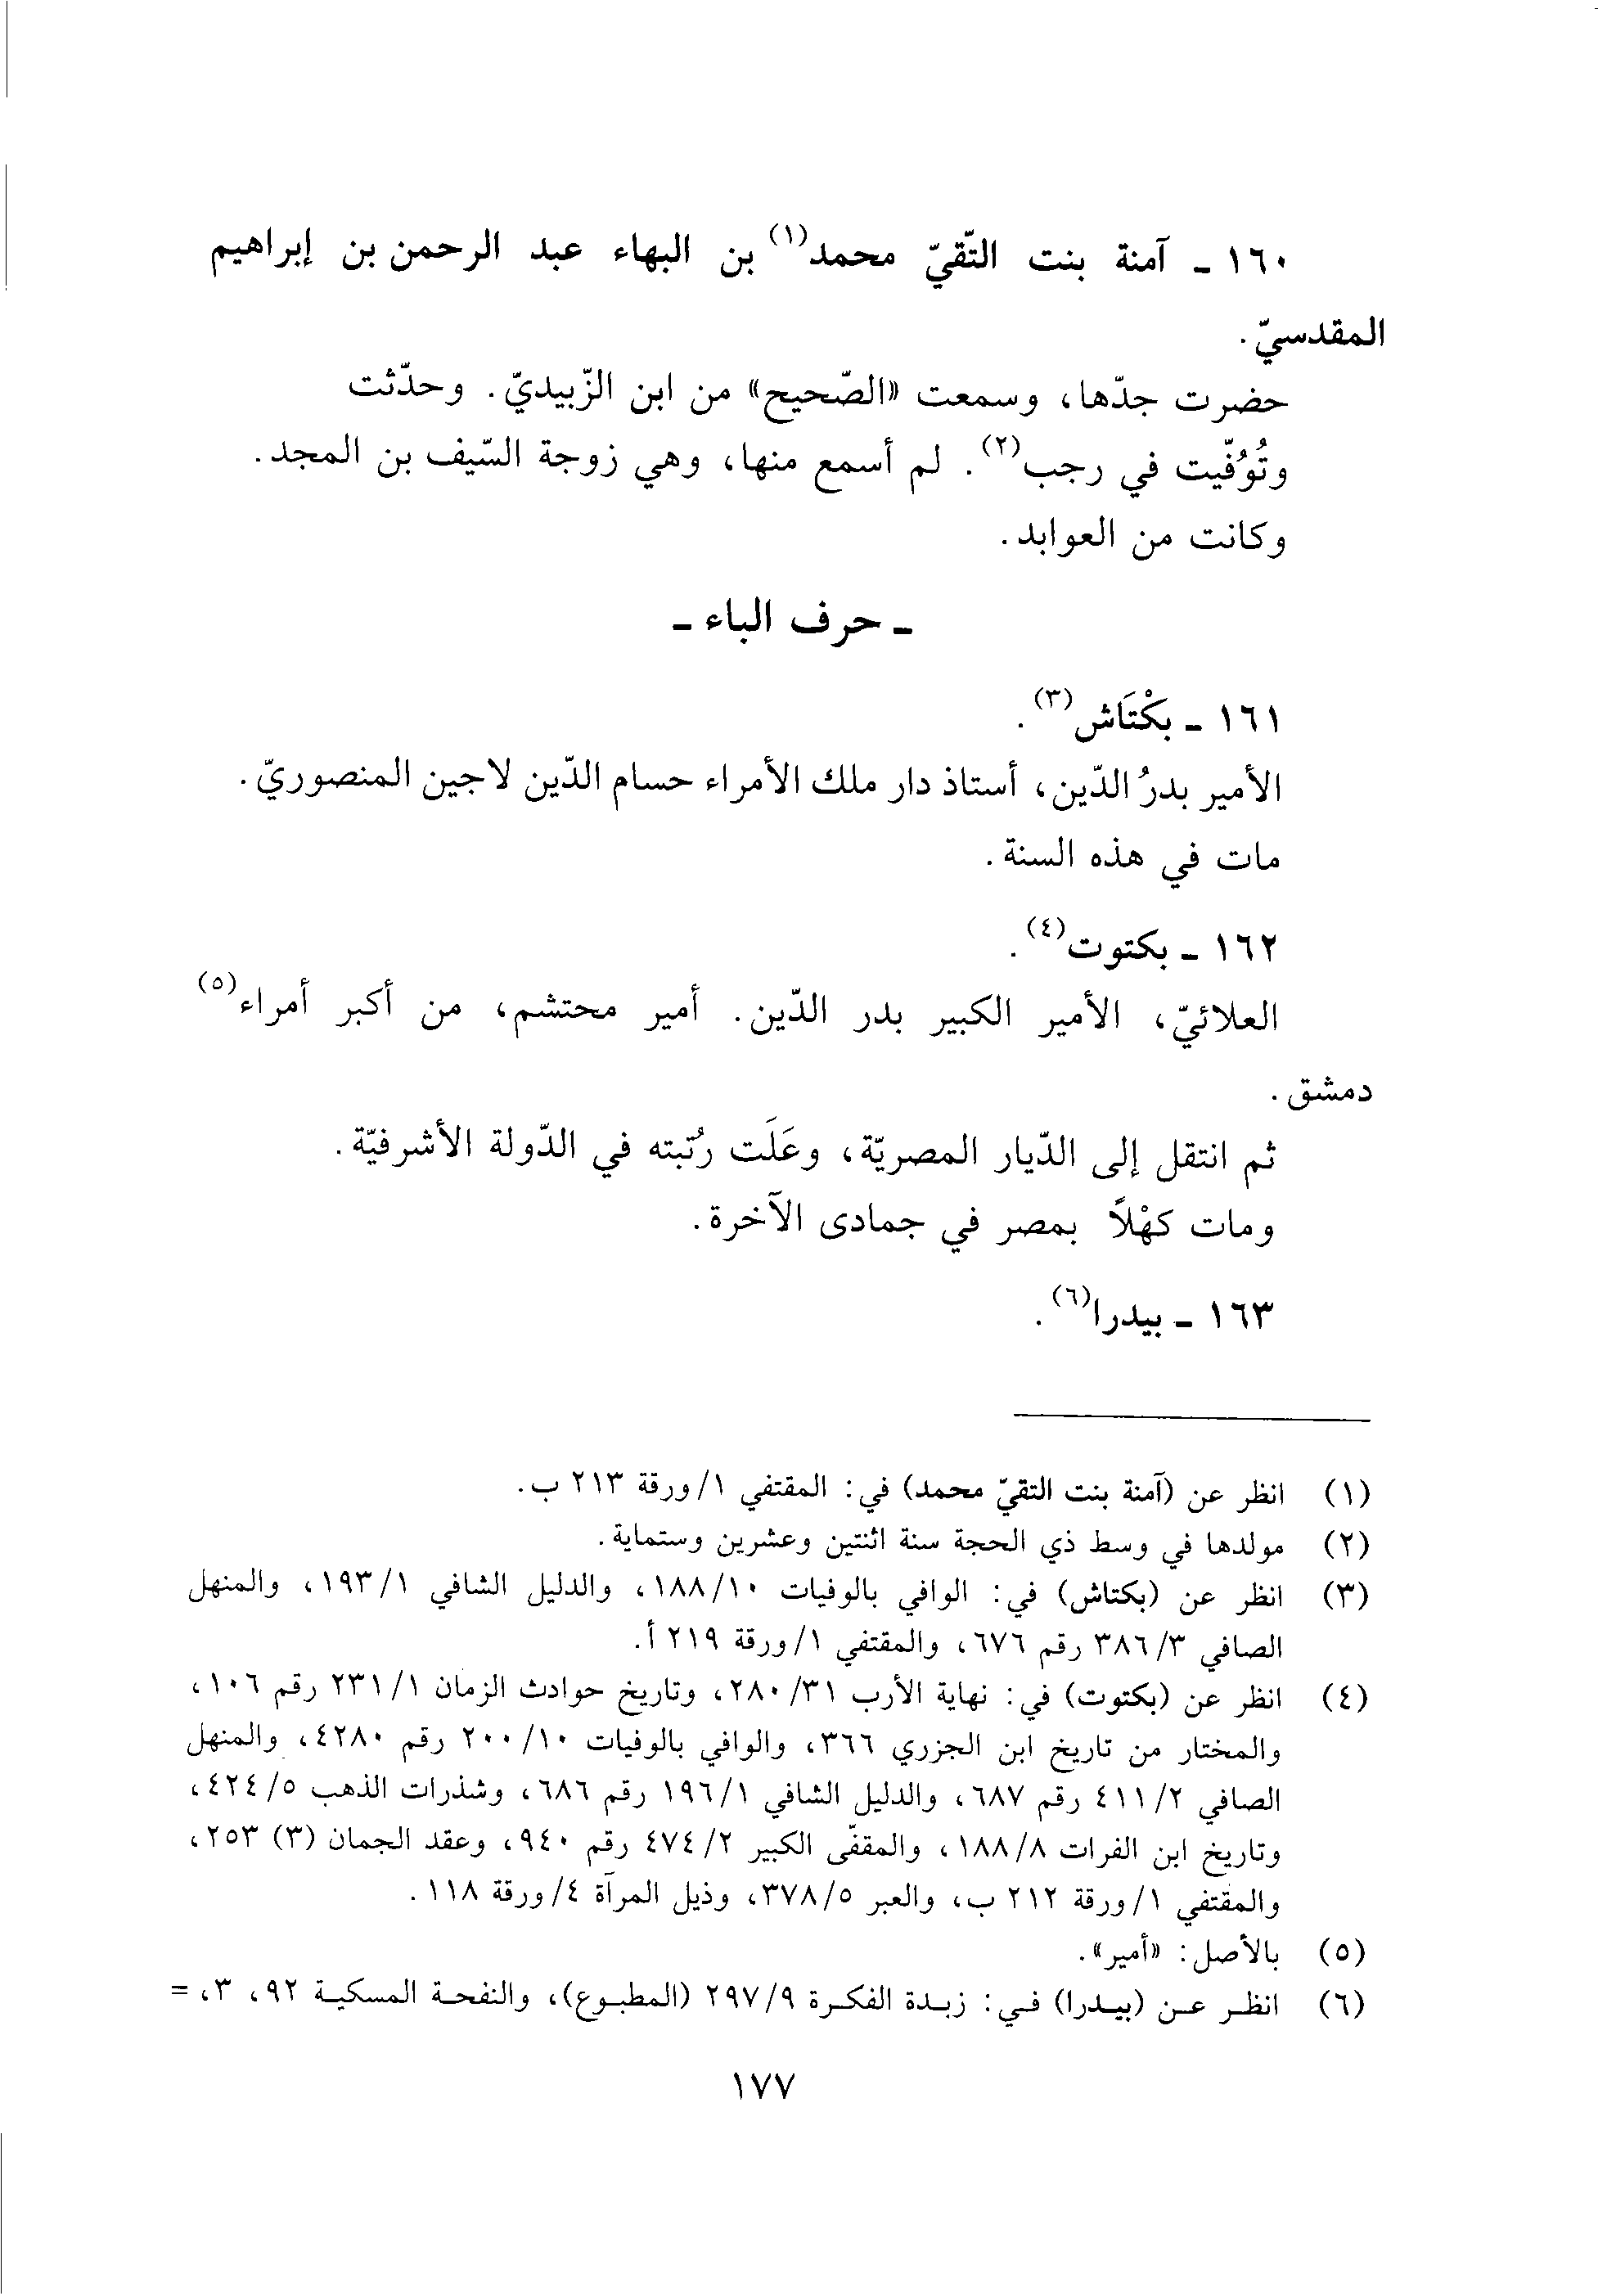 ١٦٠ ـ آمنة بنت التّقيّ محمد(١) بن البهاء عبد الرحمن بن إبراهيم
المقدسيّ.
حضرت جدّها، وسمعت «الصّحيح» من ابن الزّبيديّ. وحدّثت
وتُوُفّيت في رجب(٢). لم أسمع منها، وهي زوجة السّيف بن المجد.
وكانت من العوابد.
ـ حرف الباء ـ
١٦١ ـ بكْتَاش(٣).
الأمير بدرُ الدّين، أستاذ دار ملك الأمراء حسام الدّين لاجين المنصوريّ.
مات في هذه السنة.
١٦٢ ـ بكتوت(٤).
العلائيّ، الأمير الكبير بدر الدّين. أمير محتشم، من أكبر أمراء(٥)
دمشق.
ثم انتقل إلى الدّيار المصريّة، وعَلَت رُتبته في الدّولة الأشرفيّة.
ومات كهْلاً بمصر في جمادى الآخرة.
١٦٣ ـ بيدرا(٦).
(١) انظر عن (آمنة بنت التقيّ محمد) في: المقتفي ١/ورقة ٢١٣ ب.
(٢) مولدها في وسط ذي الحجة سنة اثنتين وعشرين وستماية.
(٣) انظر عن (بكتاش) في: الوافي بالوفيات ١٨٨/١٠، والدليل الشافي ١٩٣/١، والمنهل
الصافي ٣٨٦/٣ رقم ٦٧٦، والمقتفي ١/ورقة ٢١٩ أ.
(٤) انظر عن (بكتوت) في: نهاية الأرب ٢٨٠/٣١، وتاريخ حوادث الزمان ٢٣١/١ رقم ١٠٦،
والمختار من تاريخ ابن الجزري ٣٦٦، والوافي بالوفيات ٢٠٠/١٠ رقم ٤٢٨٠، والمنهل
الصافي ٤١١/٢ رقم ٦٨٧، والدليل الشافي ١٩٦/١ رقم ٦٨٦، وشذرات الذهب ٤٢٤/٥،
وتاريخ ابن الفرات ١٨٨/٨، والمقفّى الكبير ٤٧٤/٢ رقم ٩٤٠، وعقد الجمان (٣) ٢٥٣،
والمقتفي ١/ورقة ٢١٢ ب، والعبر ٣٧٨/٥، وذيل المرآة ٤/ورقة ١١٨.
(٥) بالأصل: «أمير».
(٦) انظر عن (بيدرا) في: زبدة الفكرة ٢٩٧/٩ (المطبوع)، والنفحة المسكية ٩٢، ٣، =
١٧٧